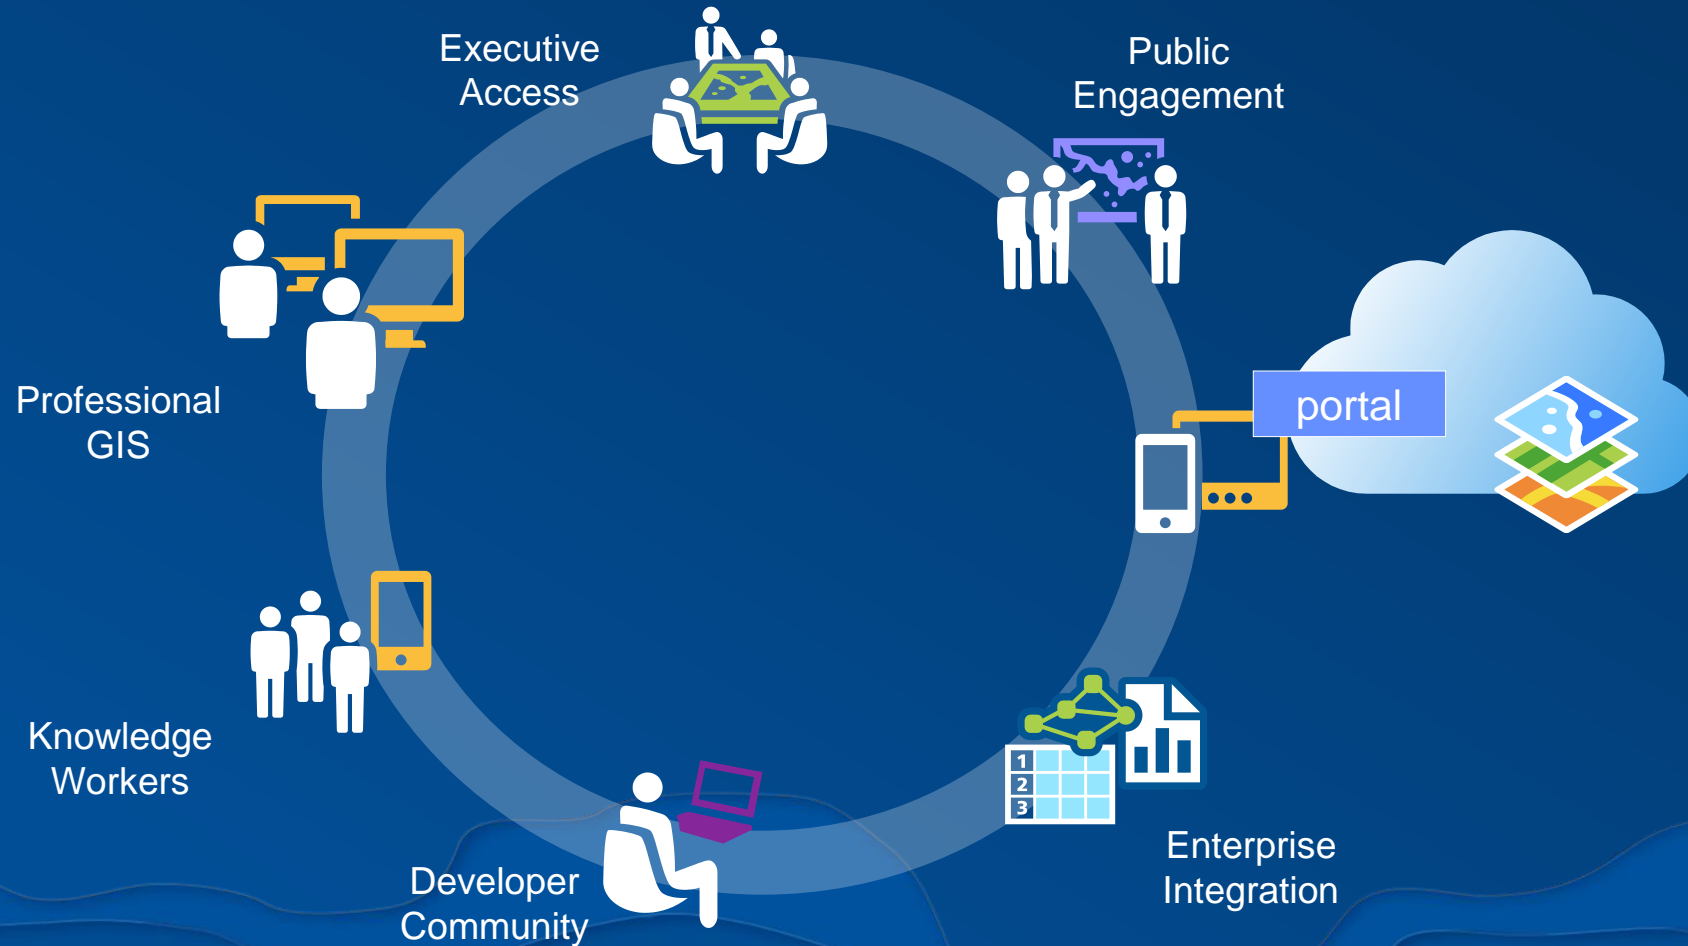 Executive
Access
Public
Engagement
Professional
GIS
portal
Knowledge
Workers
1
2
3
Enterprise
Integration
Developer
Community